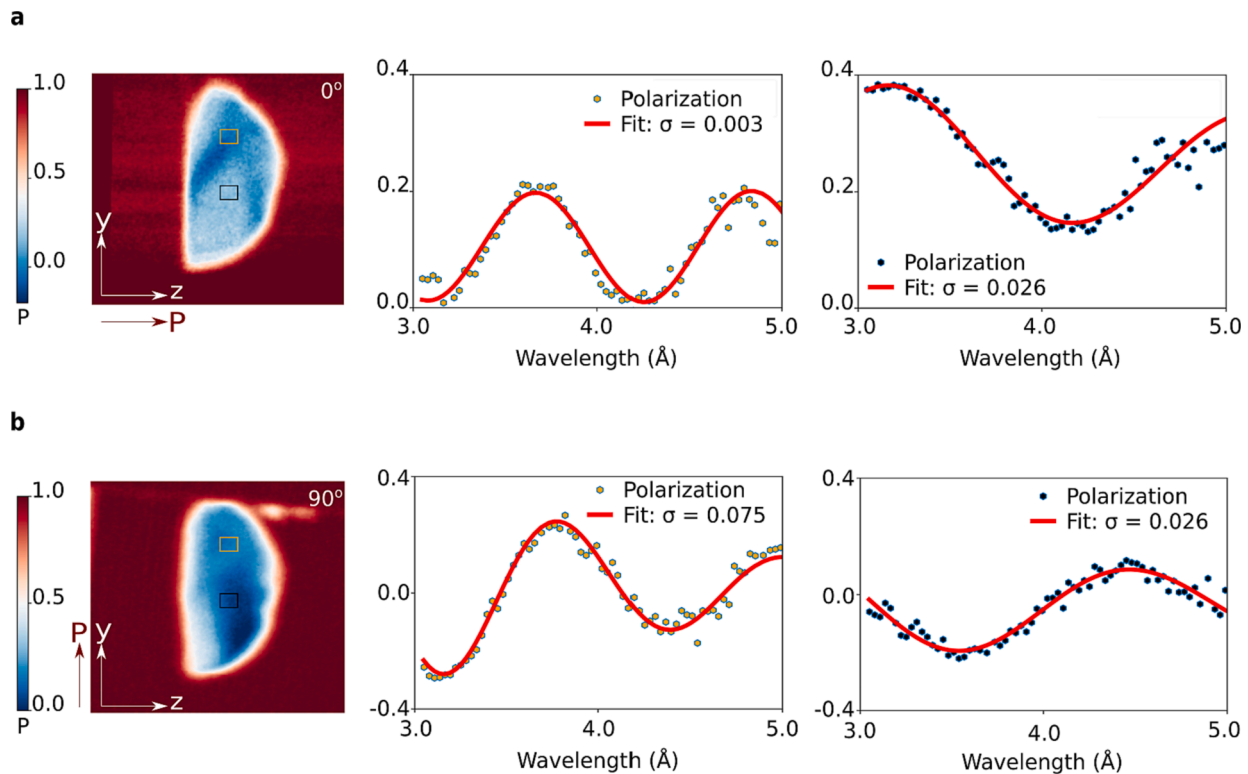 a
1.0
0.5
0.0
P
0°
y
z
P
0.4
0.2
0.0
3.0 4.0 5.0
Wavelength (Å)
Polarization
Fit: σ = 0.003
0.4
0.2
0.0
3.0 4.0 5.0
Wavelength (Å)
Polarization
Fit: σ = 0.026
b
1.0
0.5
0.0
P
90°
P
y
z
0.4
0.0
-0.4
3.0 4.0 5.0
Wavelength (Å)
Polarization
Fit: σ = 0.075
0.4
0.0
-0.4
3.0 4.0 5.0
Wavelength (Å)
Polarization
Fit: σ = 0.026